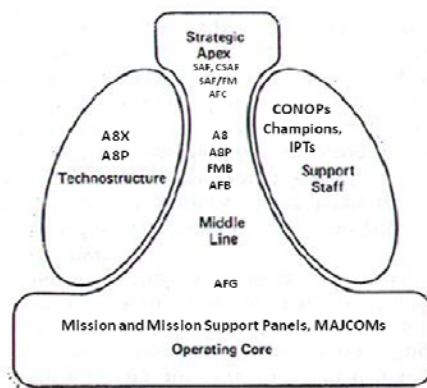 Strategic
Apex
SAF, CSAF
SAF/FM
AFC
A8X
A8P
Technostructure
A8
A8P
FMB
AFB
Middle
Line
AFG
CONOPs
Champions,
IPTs
Support
Staff
Mission and Mission Support Panels, MAJCOMs
Operating Core